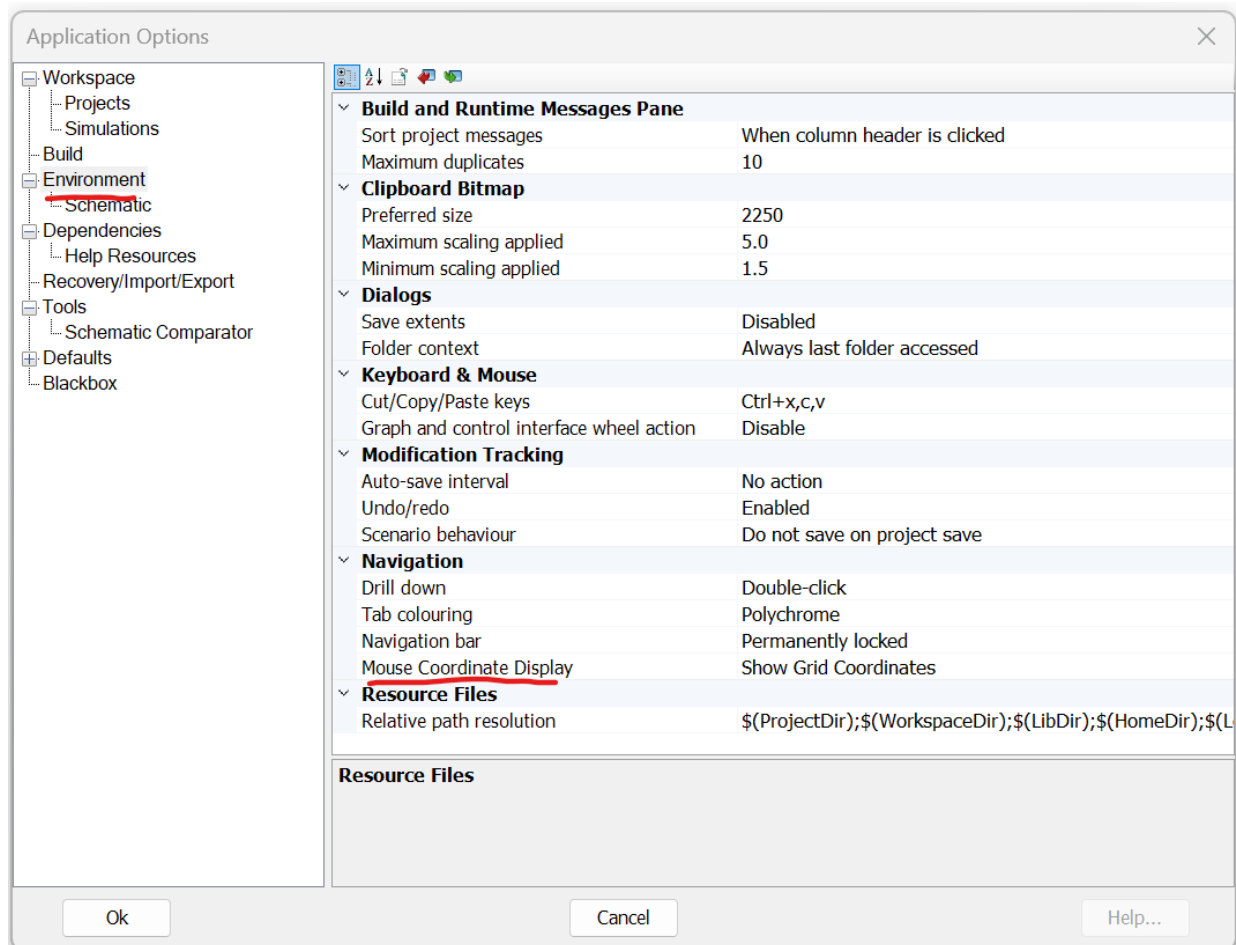 Application Options
Workspace
Projects
Simulations
Build
Environment
Schematic
Dependencies
Help Resources
Recovery/Import/Export
Tools
Schematic Comparator
Defaults
Blackbox
Build and Runtime Messages Pane
Sort project messages When column header is clicked
Maximum duplicates 10
Clipboard Bitmap
Preferred size 2250
Maximum scaling applied 5.0
Minimum scaling applied 1.5
Dialogs
Save extents Disabled
Folder context Always last folder accessed
Keyboard & Mouse
Cut/Copy/Paste keys Ctrl+x,c,v
Graph and control interface wheel action Disable
Modification Tracking
Auto-save interval No action
Undo/redo Enabled
Scenario behaviour Do not save on project save
Navigation
Drill down Double-click
Tab colouring Polychrome
Navigation bar Permanently locked
Mouse Coordinate Display Show Grid Coordinates
Resource Files
Relative path resolution $(ProjectDir);$(WorkspaceDir);$(LibDir);$(HomeDir);$(L
Resource Files
Ok Cancel Help...